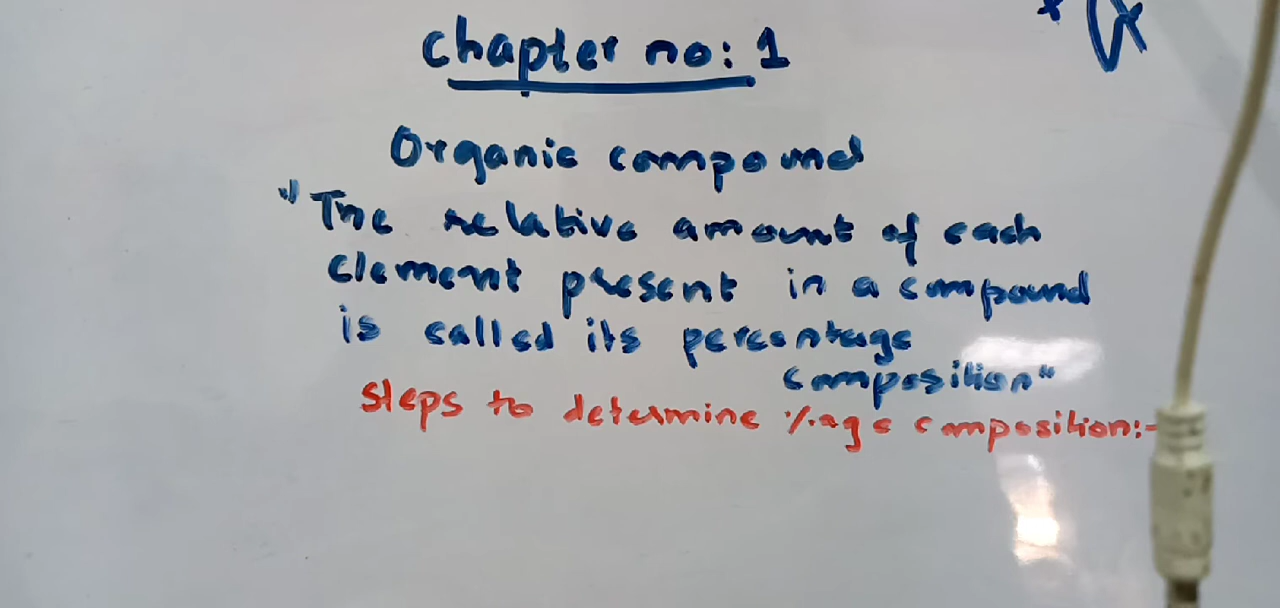 Chapter no: 1
Organic compound
"The relative amount of each
element present in a compound
is called its percentage
composition"
steps to determine %age composition:-